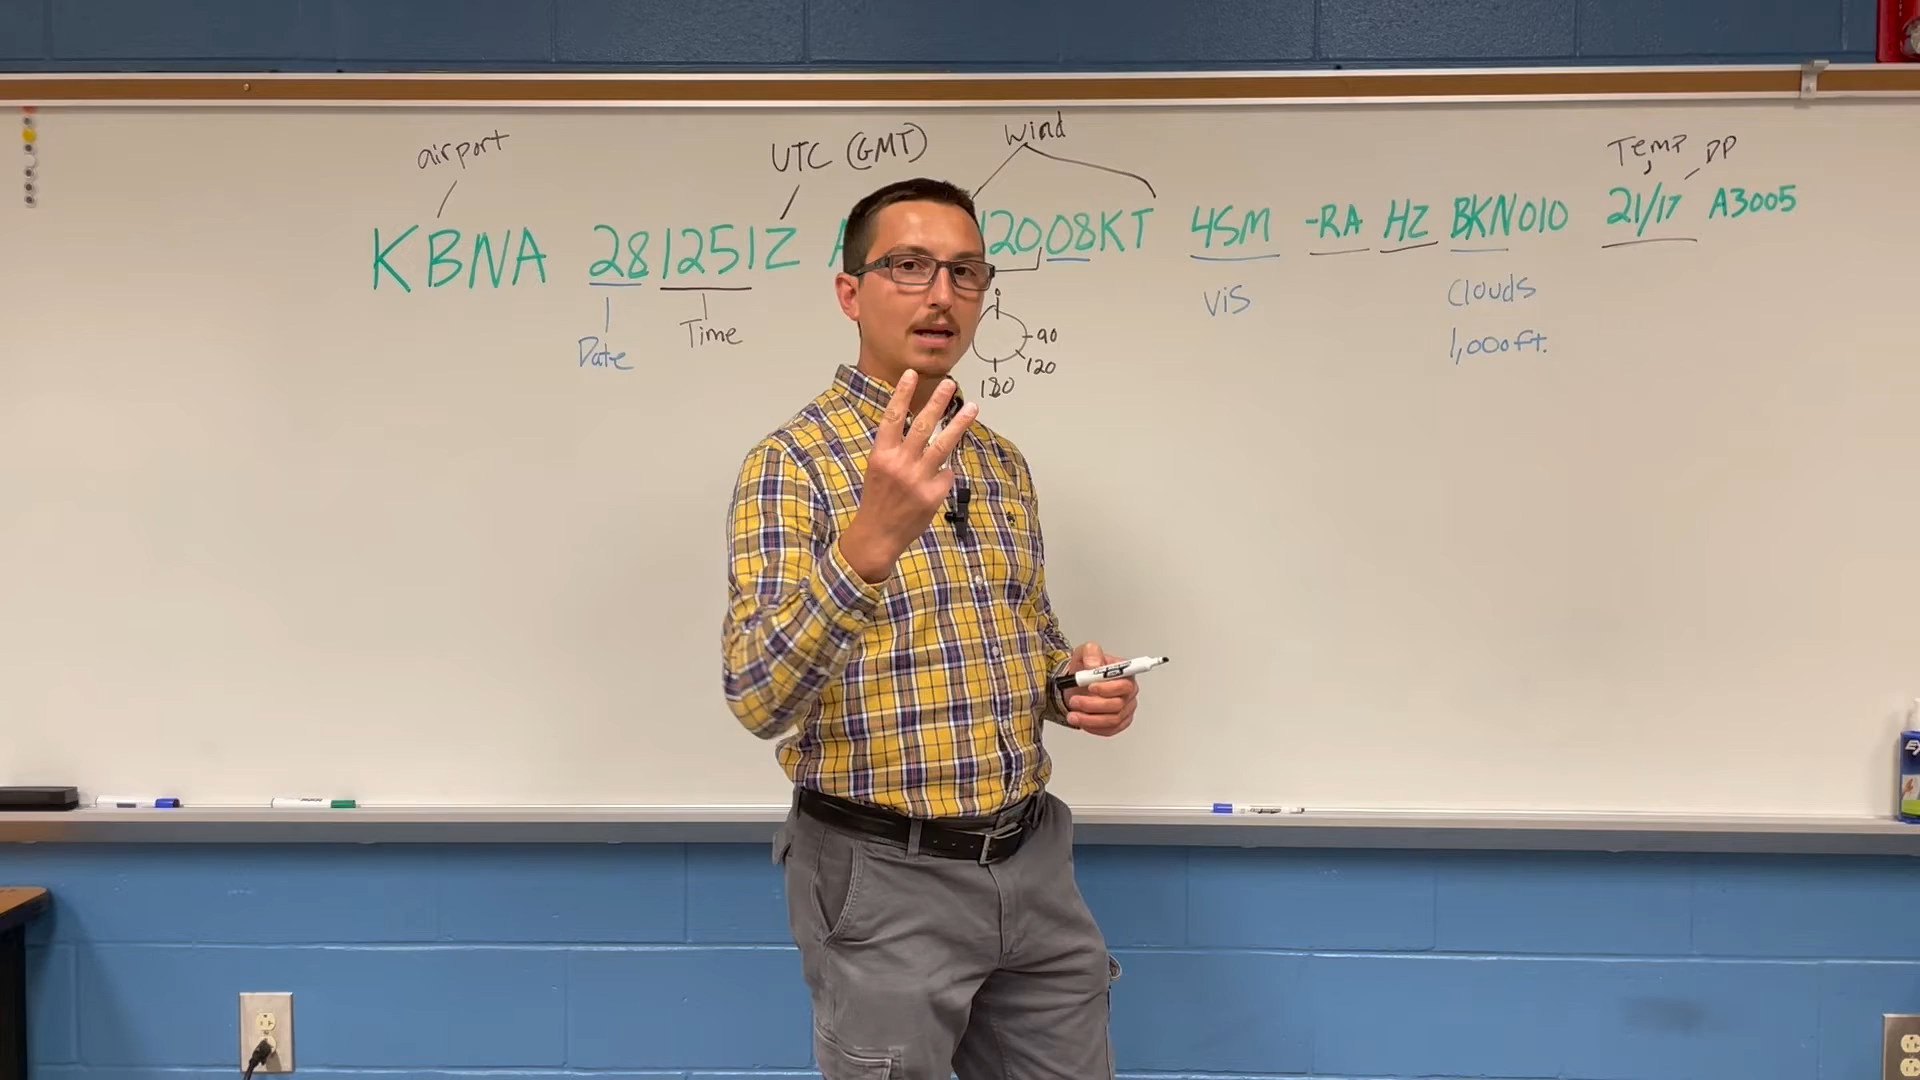 airport UTC (GMT) wind Temp DP
KBNA 281251Z A 12008KT 4SM -RA HZ BKN010 21/17 A3005
Date Time vis Clouds
1,000ft.
90
120
180